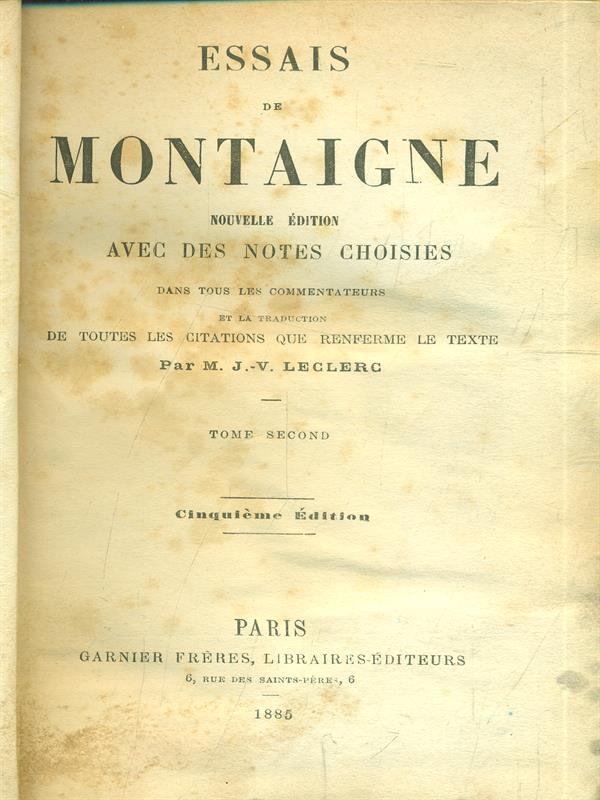 ESSAIS
DE
MONTAIGNE
NOUVELLE ÉDITION
AVEC DES NOTES CHOISIES
DANS TOUS LES COMMENTATEURS
ET LA TRADUCTION
DE TOUTES LES CITATIONS QUE RENFERME LE TEXTE
Par M. J.-V. LECLERC
TOME SECOND
Cinquième Édition
PARIS
GARNIER FRÈRES, LIBRAIRES-ÉDITEURS
6, RUE DES SAINTS-PÈRES, 6
1885